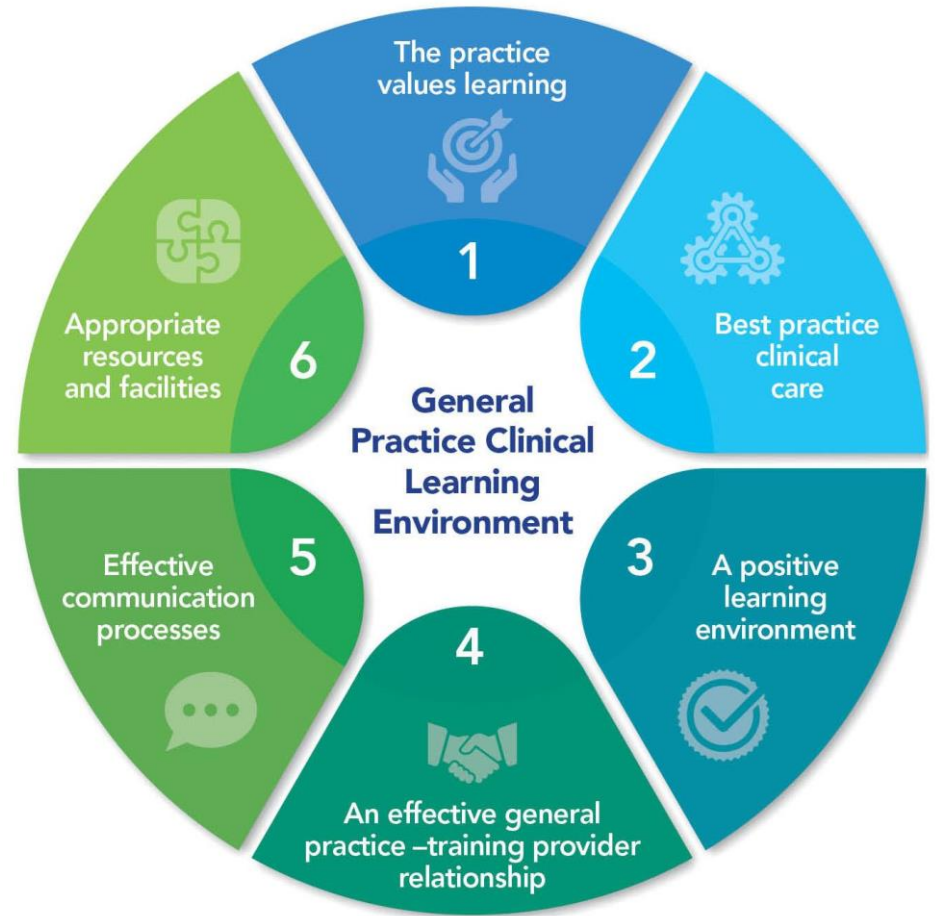 The practice
values learning
1
2
Best practice
clinical
care
3
A positive
learning
environment
4
An effective general
practice –training provider
relationship
5
Effective
communication
processes
6
Appropriate
resources
and facilities
General
Practice Clinical
Learning
Environment